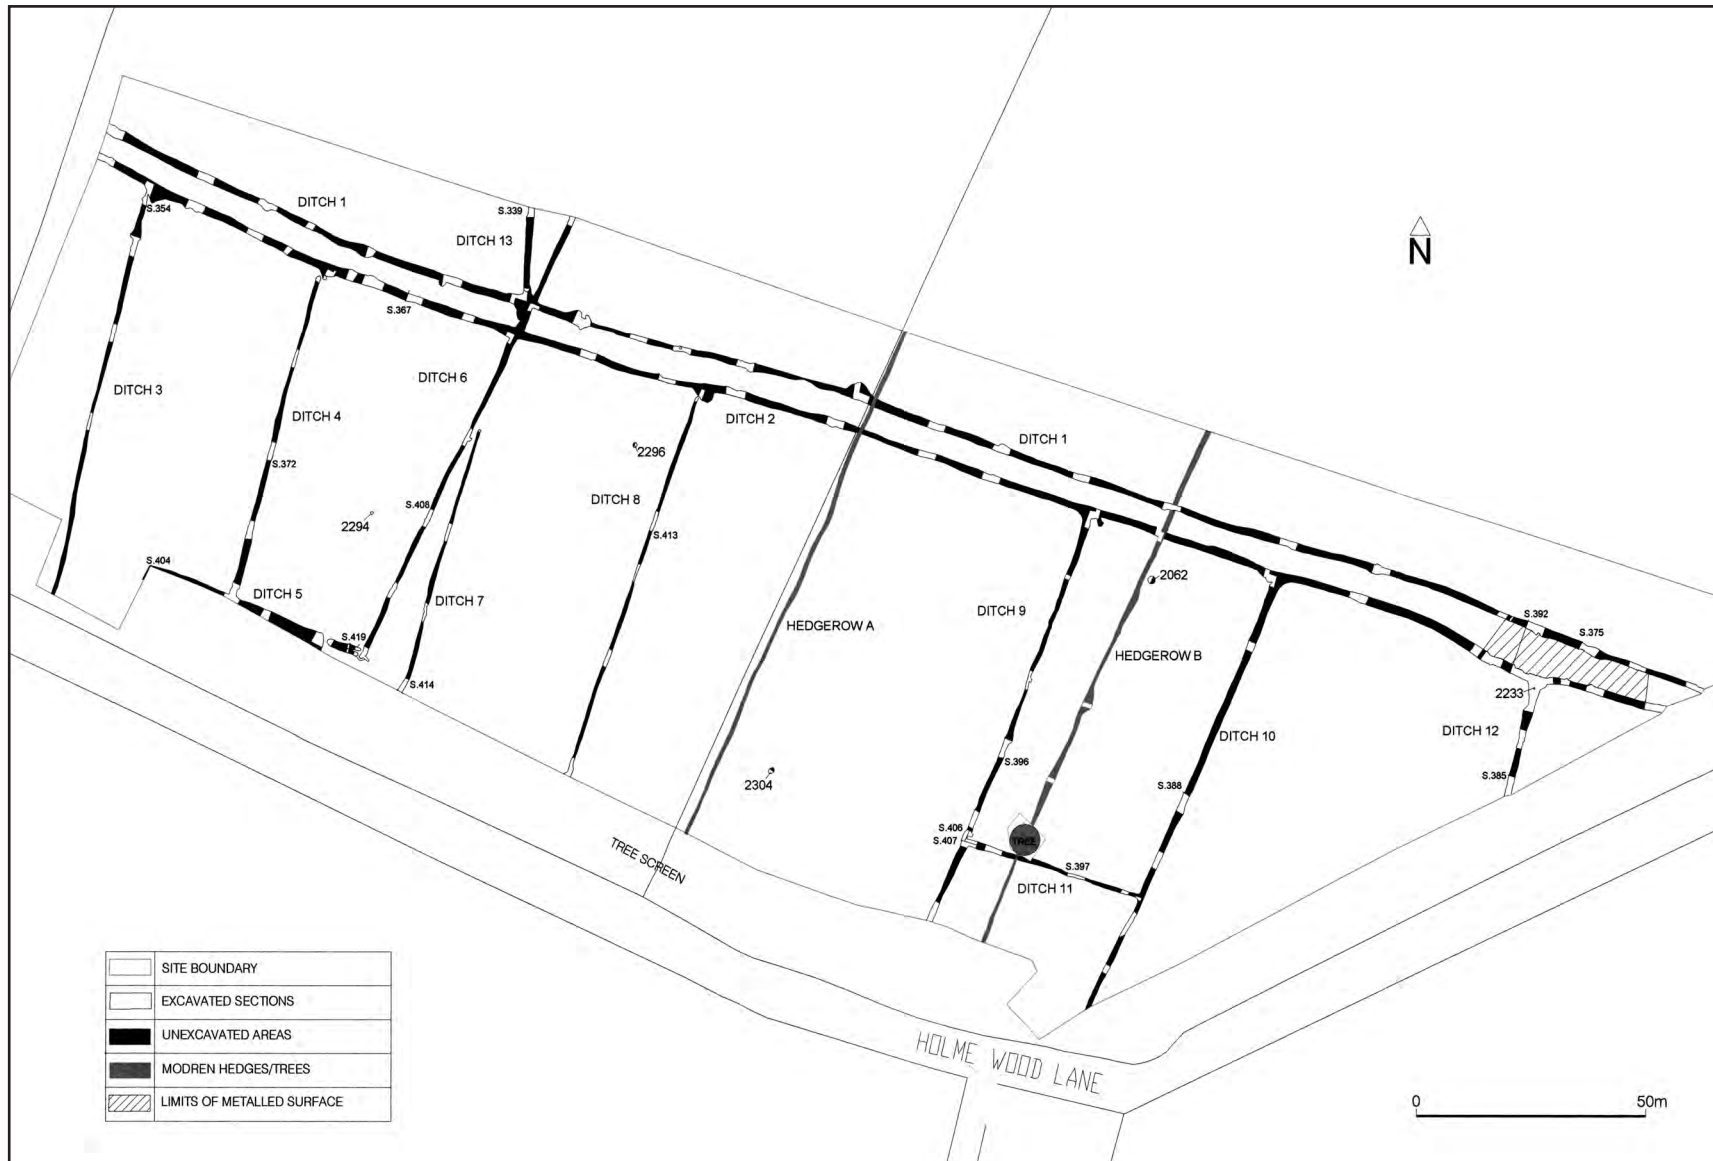 DITCH 1
S.354
S.339
DITCH 13
N
S.367
DITCH 3
DITCH 4
DITCH 6
DITCH 2
DITCH 1
S.372
2296
DITCH 8
S.408
2294
S.413
S.404
DITCH 5
DITCH 7
S.419
S.414
HEDGEROW A
DITCH 9
2062
HEDGEROW B
S.392
S.375
2233
DITCH 12
DITCH 10
S.385
S.396
S.388
2304
S.406
S.407
TREE
S.397
DITCH 11
TREE SCREEN
HOLME WOOD LANE
SITE BOUNDARY
EXCAVATED SECTIONS
UNEXCAVATED AREAS
MODREN HEDGES/TREES
LIMITS OF METALLED SURFACE
0 50m